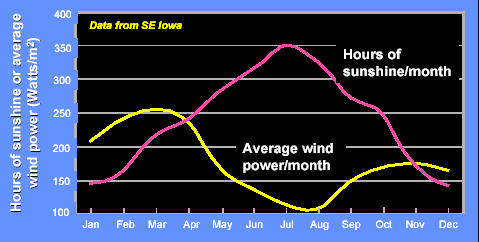 Hours of sunshine or average
wind power (Watts/m²)
400
350
300
250
200
150
100
Data from SE Iowa
Hours of
sunshine/month
Average wind
power/month
Jan Feb Mar Apr May Jun Jul Aug Sep Oct Nov Dec